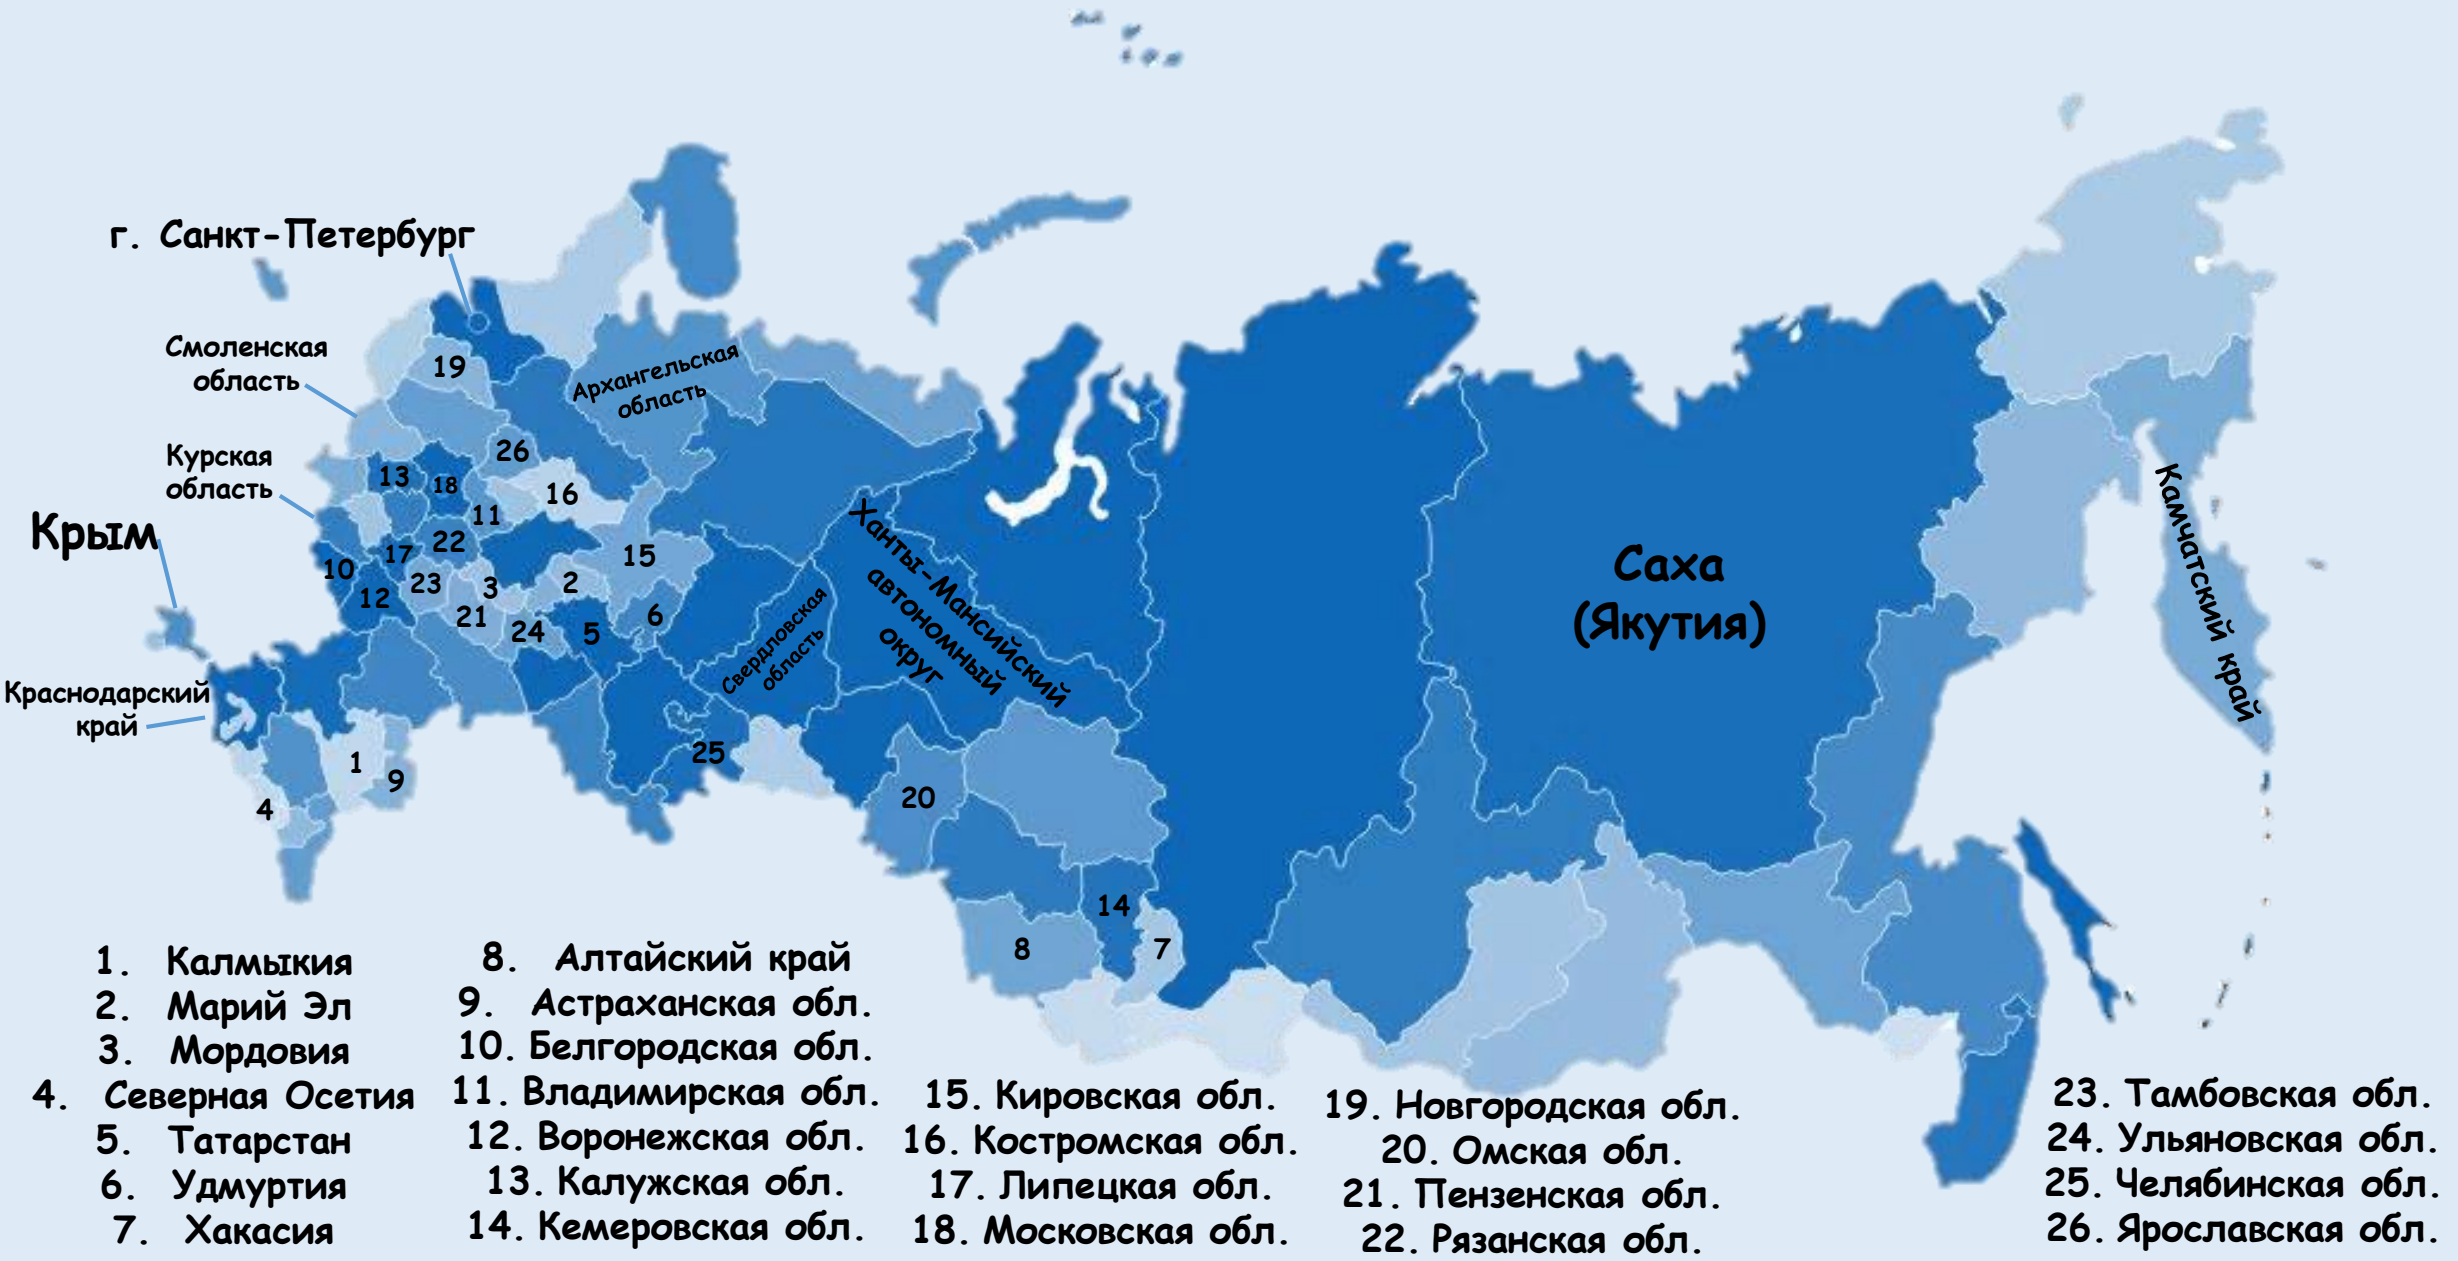 г. Санкт-Петербург
Смоленская
область
Архангельская
область
Курская
область
Крым
Краснодарский
край
Ханты-Мансийский
автономный
округ
Свердловская
область
Саха
(Якутия)
Камчатский край
19
26
13
18
16
11
22
17
15
10
23
3
2
12
21
24
5
6
1
9
4
25
20
14
8
7
1. Калмыкия
2. Марий Эл
3. Мордовия
4. Северная Осетия
5. Татарстан
6. Удмуртия
7. Хакасия
8. Алтайский край
9. Астраханская обл.
10. Белгородская обл.
11. Владимирская обл.
12. Воронежская обл.
13. Калужская обл.
14. Кемеровская обл.
15. Кировская обл.
16. Костромская обл.
17. Липецкая обл.
18. Московская обл.
19. Новгородская обл.
20. Омская обл.
21. Пензенская обл.
22. Рязанская обл.
23. Тамбовская обл.
24. Ульяновская обл.
25. Челябинская обл.
26. Ярославская обл.